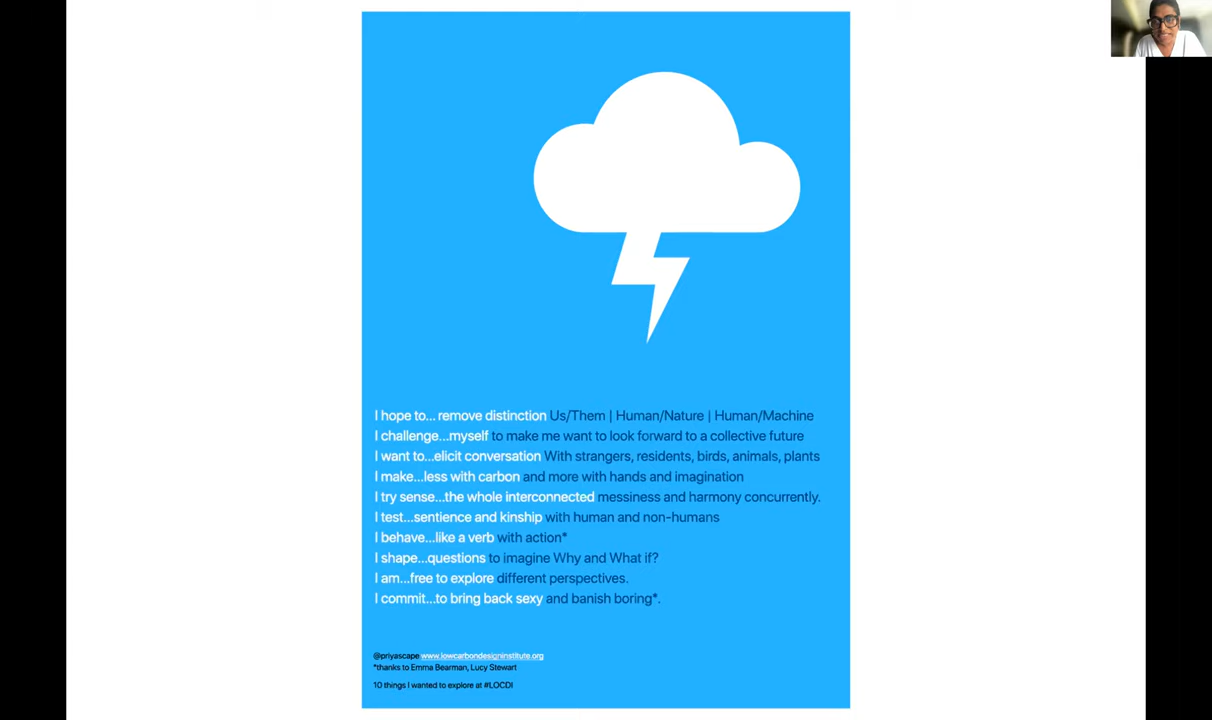 I hope to... remove distinction Us/Them | Human/Nature | Human/Machine
I challenge...myself to make me want to look forward to a collective future
I want to...elicit conversation With strangers, residents, birds, animals, plants
I make...less with carbon and more with hands and imagination
I try sense...the whole interconnected messiness and harmony concurrently.
I test...sentience and kinship with human and non-humans
I behave...like a verb with action*
I shape...questions to imagine Why and What if?
I am...free to explore different perspectives.
I commit...to bring back sexy and banish boring*.
@priyascape www.lowcarbondesigninstitute.org
*thanks to Emma Bearman, Lucy Stewart
10 things I wanted to explore at #LOCDI